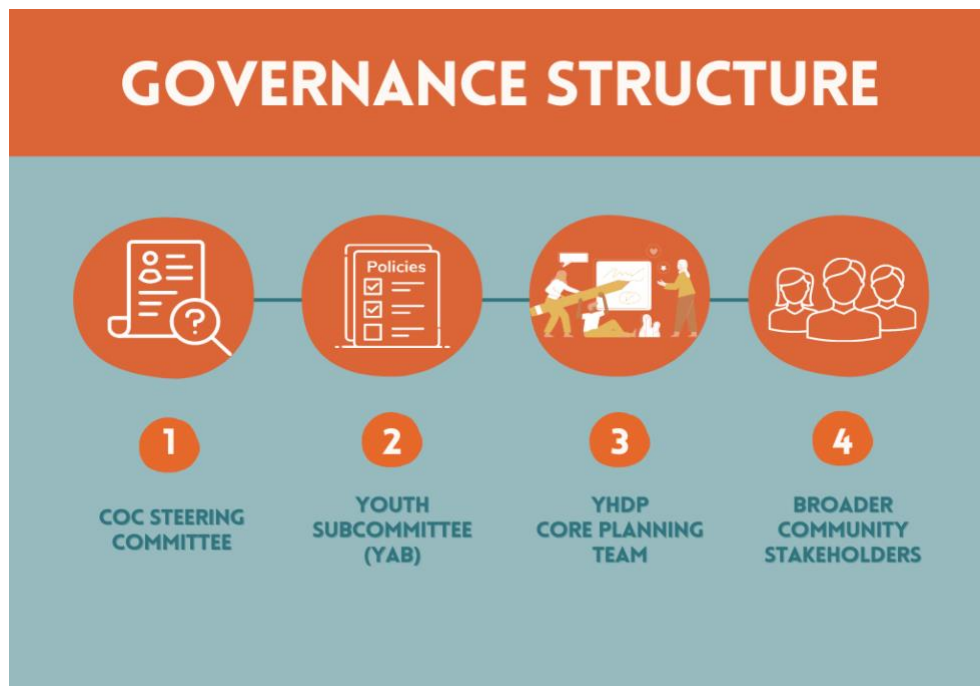 GOVERNANCE STRUCTURE
Policies
?
1
COC STEERING
COMMITTEE
2
YOUTH
SUBCOMMITTEE
(YAB)
3
YHDP
CORE PLANNING
TEAM
4
BROADER
COMMUNITY
STAKEHOLDERS